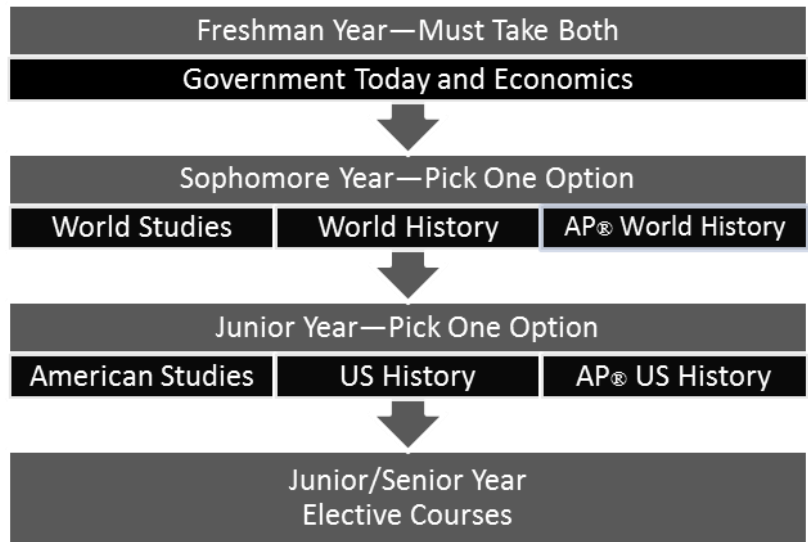 Freshman Year—Must Take Both
Government Today and Economics
Sophomore Year—Pick One Option
World Studies
World History
AP® World History
Junior Year—Pick One Option
American Studies
US History
AP® US History
Junior/Senior Year
Elective Courses